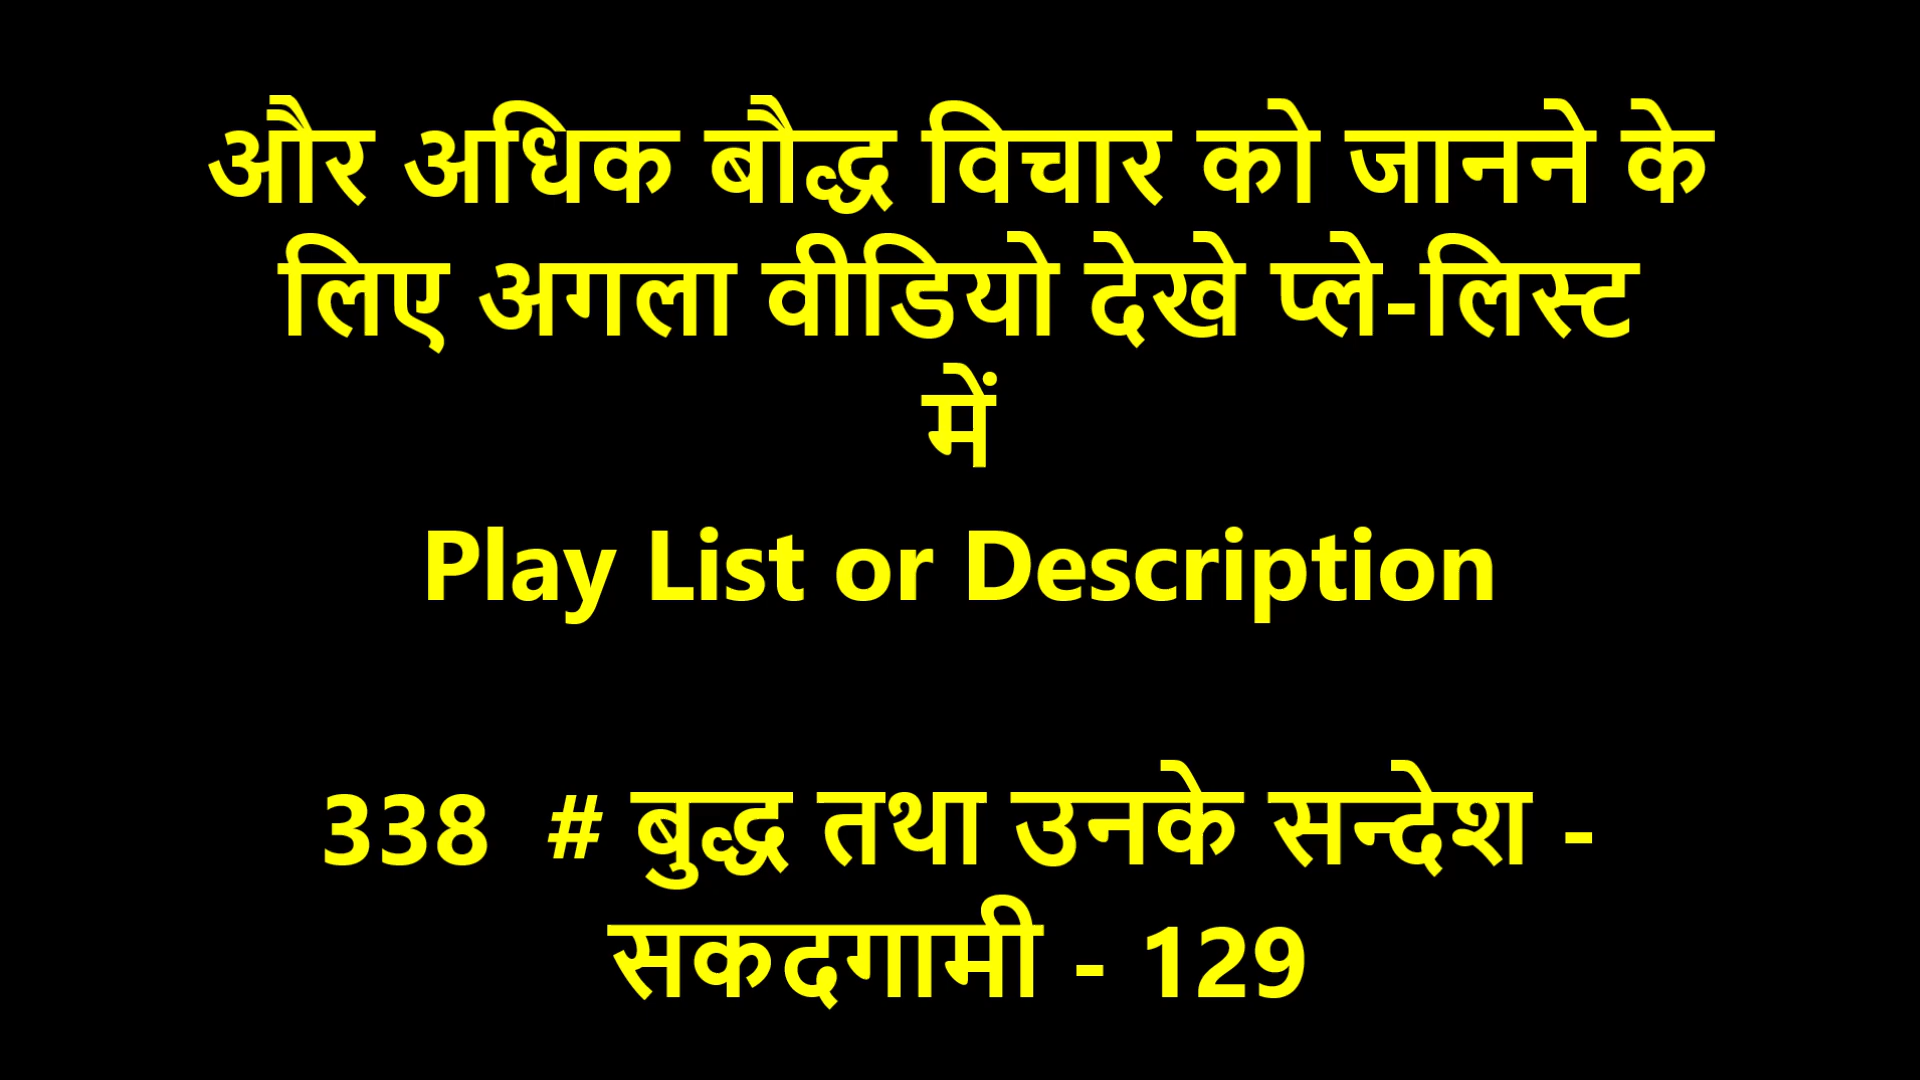 और अधिक बौद्ध विचार को जानने के
लिए अगला वीडियो देखे प्ले-लिस्ट
में
Play List or Description
338 # बुद्ध तथा उनके सन्देश -
सकदगामी - 129